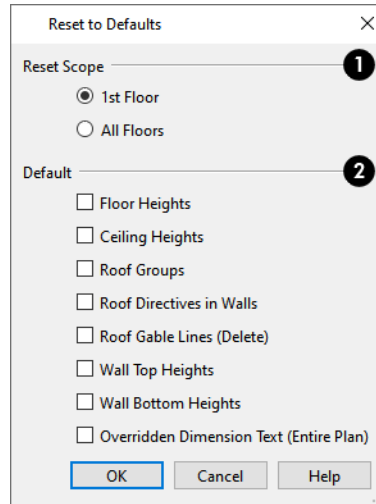 Reset to Defaults
Reset Scope 1
1st Floor
All Floors
Default 2
Floor Heights
Ceiling Heights
Roof Groups
Roof Directives in Walls
Roof Gable Lines (Delete)
Wall Top Heights
Wall Bottom Heights
Overridden Dimension Text (Entire Plan)
OK Cancel Help